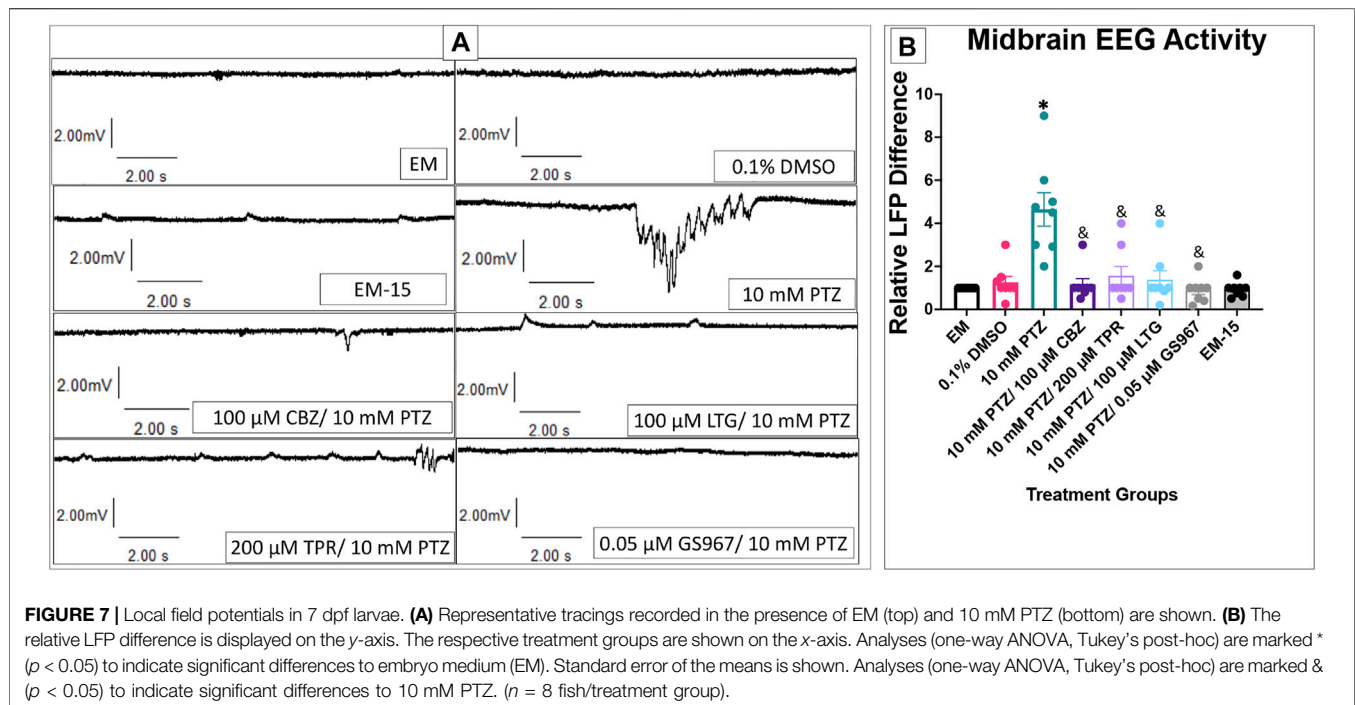 A
2.00mV
2.00 s
EM
2.00mV
2.00 s
0.1% DMSO
2.00mV
2.00 s
EM-15
2.00mV
2.00 s
10 mM PTZ
2.00mV
2.00 s
100 µM CBZ/ 10 mM PTZ
2.00mV
2.00 s
100 µM LTG/ 10 mM PTZ
2.00mV
2.00 s
200 µM TPR/ 10 mM PTZ
2.00mV
2.00 s
0.05 µM GS967/ 10 mM PTZ
B
Midbrain EEG Activity
Relative LFP Difference
10
8
6
4
2
0
*
&
&
&
&
EM
0.1% DMSO
10 mM PTZ
10 mM PTZ/ 100 µM CBZ
10 mM PTZ/ 200 µM TPR
10 mM PTZ/ 100 µM LTG
10 mM PTZ/ 0.05 µM GS967
EM-15
Treatment Groups
FIGURE 7 | Local field potentials in 7 dpf larvae. (A) Representative tracings recorded in the presence of EM (top) and 10 mM PTZ (bottom) are shown. (B) The
relative LFP difference is displayed on the y-axis. The respective treatment groups are shown on the x-axis. Analyses (one-way ANOVA, Tukey's post-hoc) are marked *
(p < 0.05) to indicate significant differences to embryo medium (EM). Standard error of the means is shown. Analyses (one-way ANOVA, Tukey's post-hoc) are marked &
(p < 0.05) to indicate significant differences to 10 mM PTZ. (n = 8 fish/treatment group).